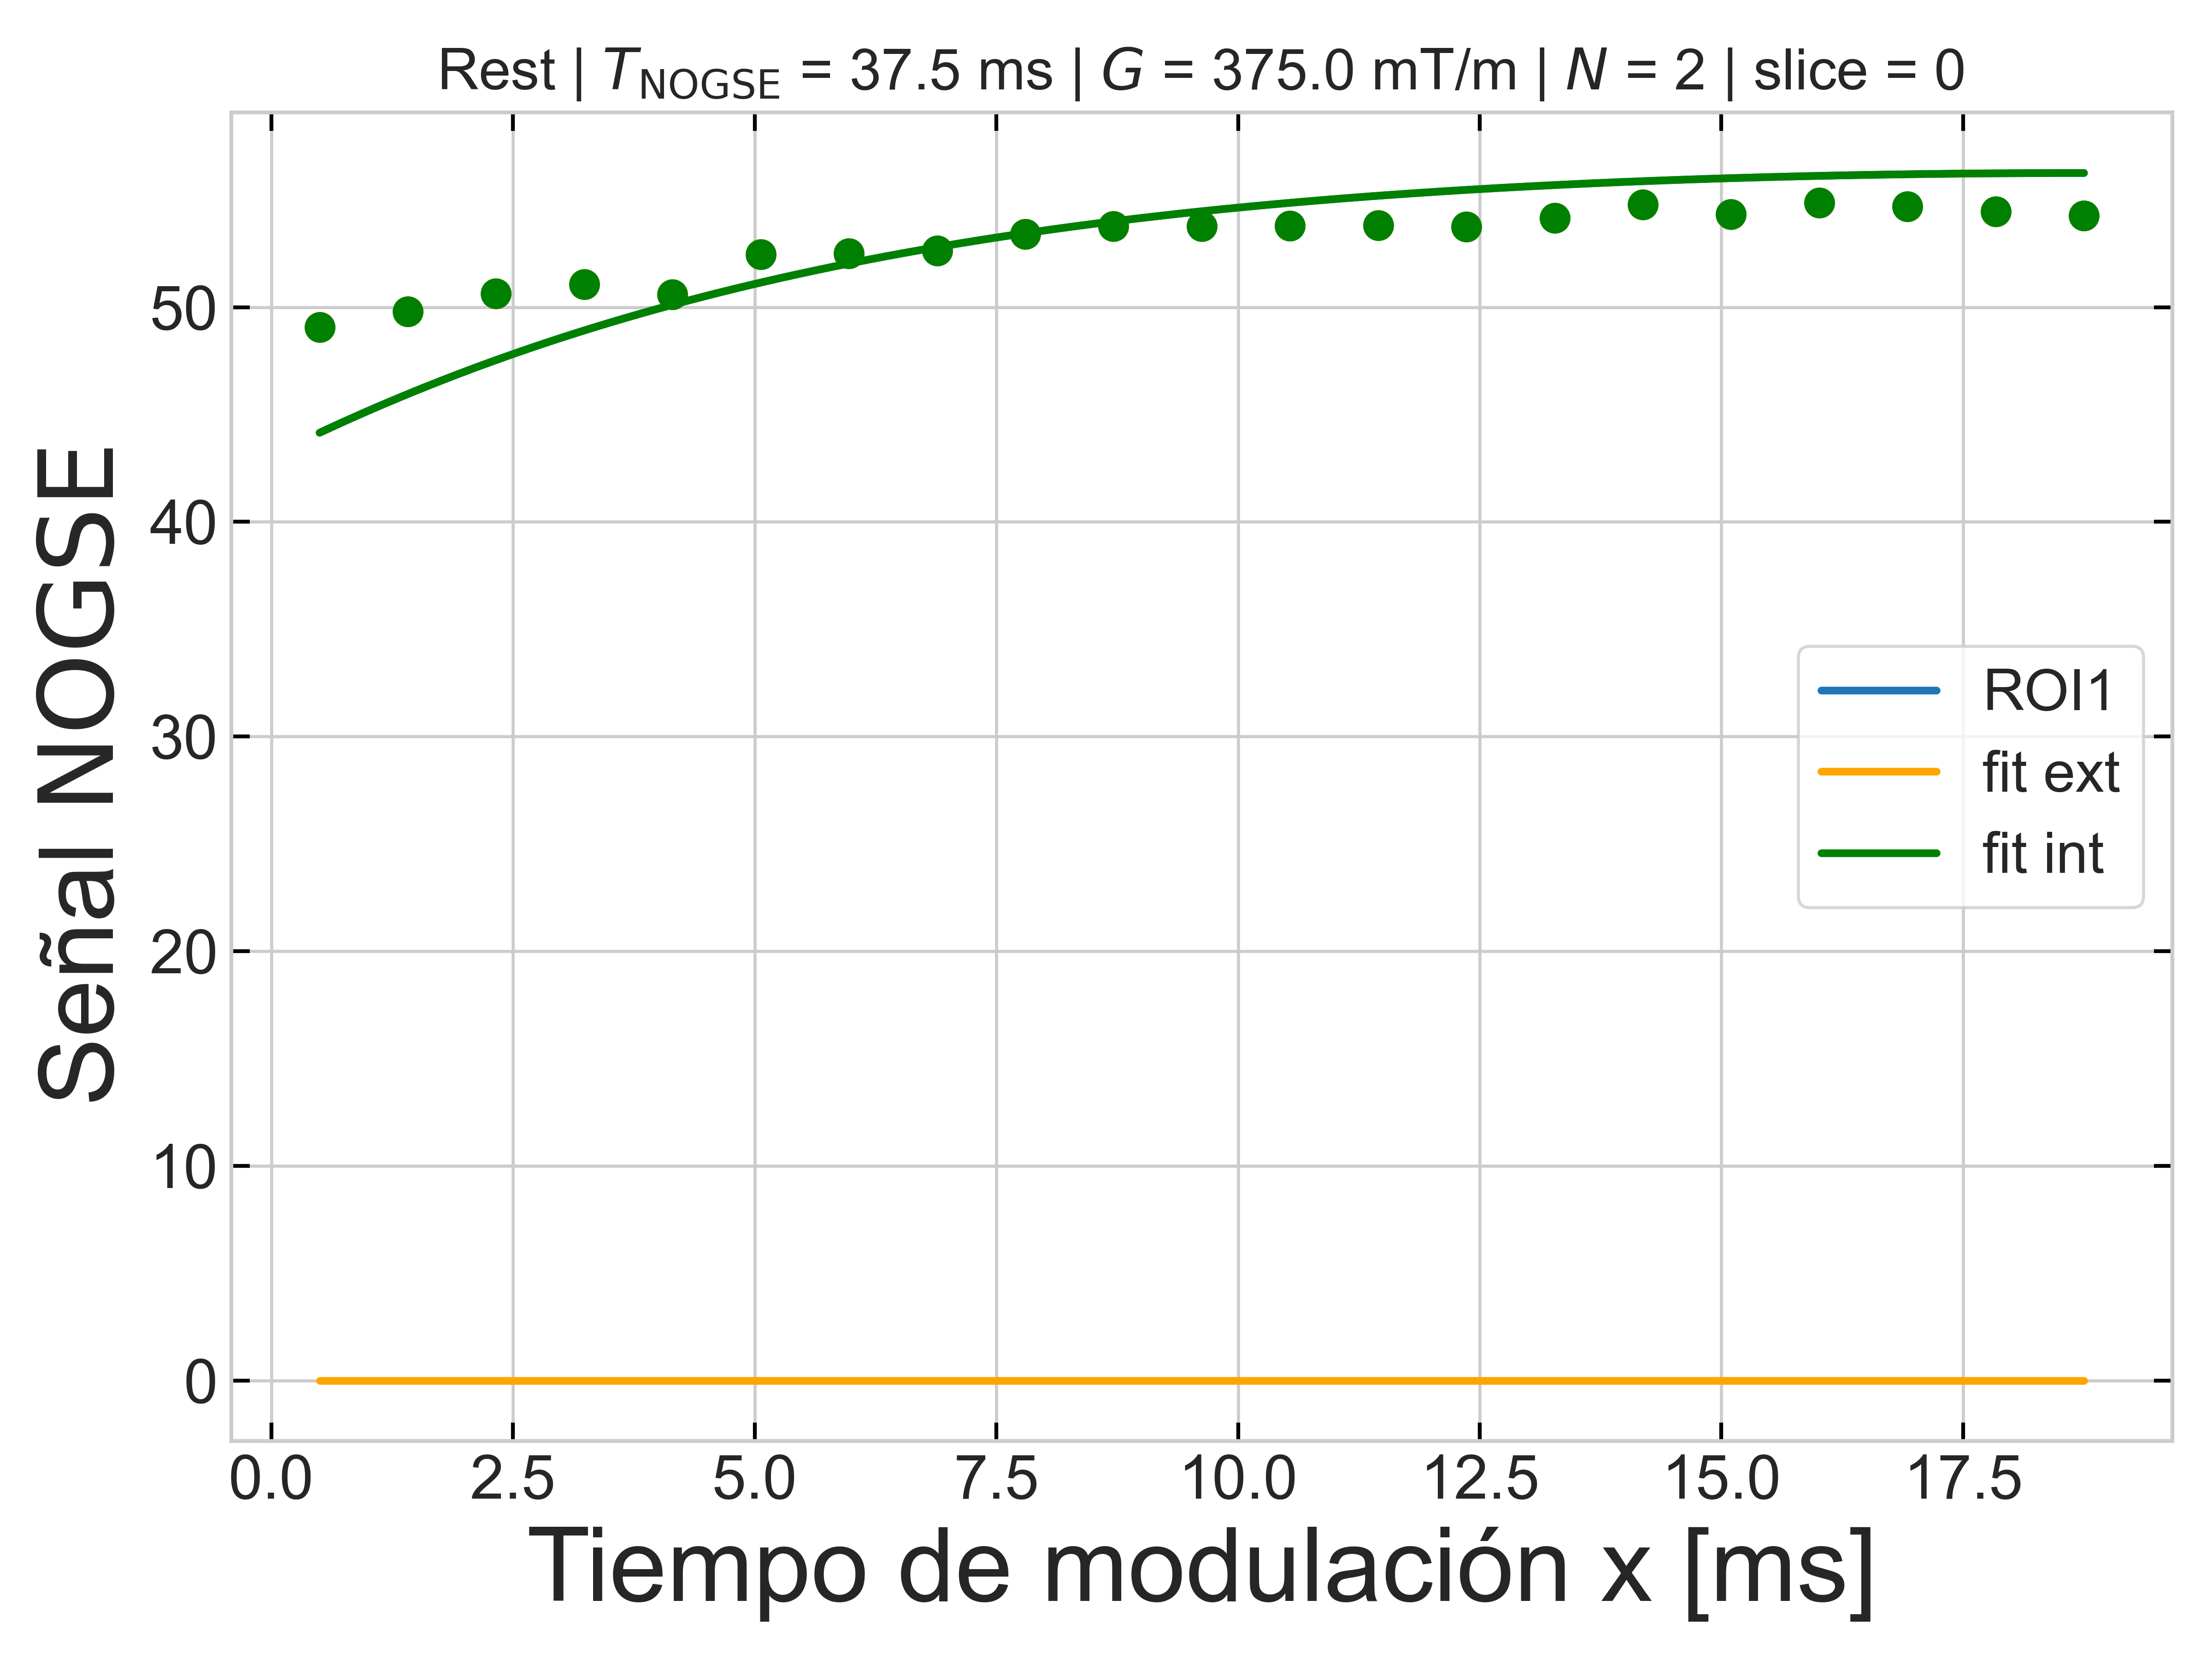 Rest | T_NOGSE = 37.5 ms | G = 375.0 mT/m | N = 2 | slice = 0
Señal NOGSE
50
40
30
20
10
0
ROI1
fit ext
fit int
0.0 2.5 5.0 7.5 10.0 12.5 15.0 17.5
Tiempo de modulación x [ms]